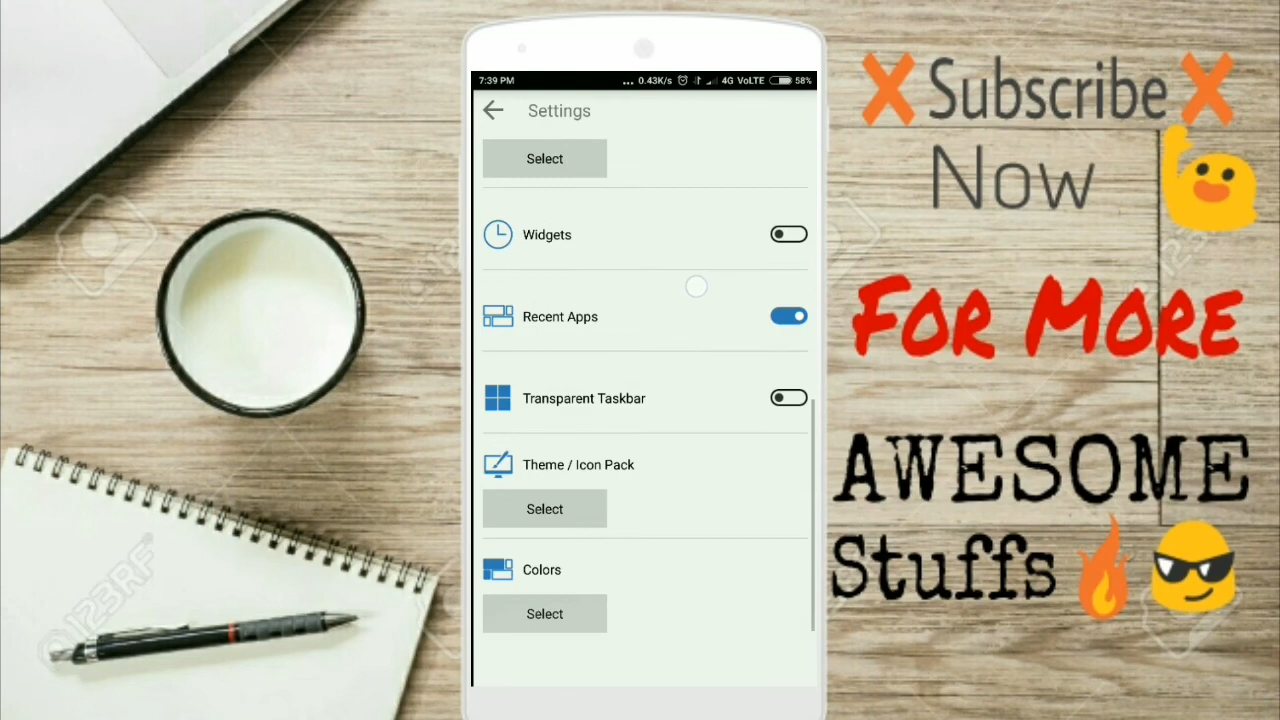 7:39 PM ... 0.43K/s 4G VoLTE 58%
Settings
Select
Widgets
Recent Apps
Transparent Taskbar
Theme / Icon Pack
Select
Colors
Select
Subscribe
Now
FOR MORE
AWESOME
Stuffs
123RF